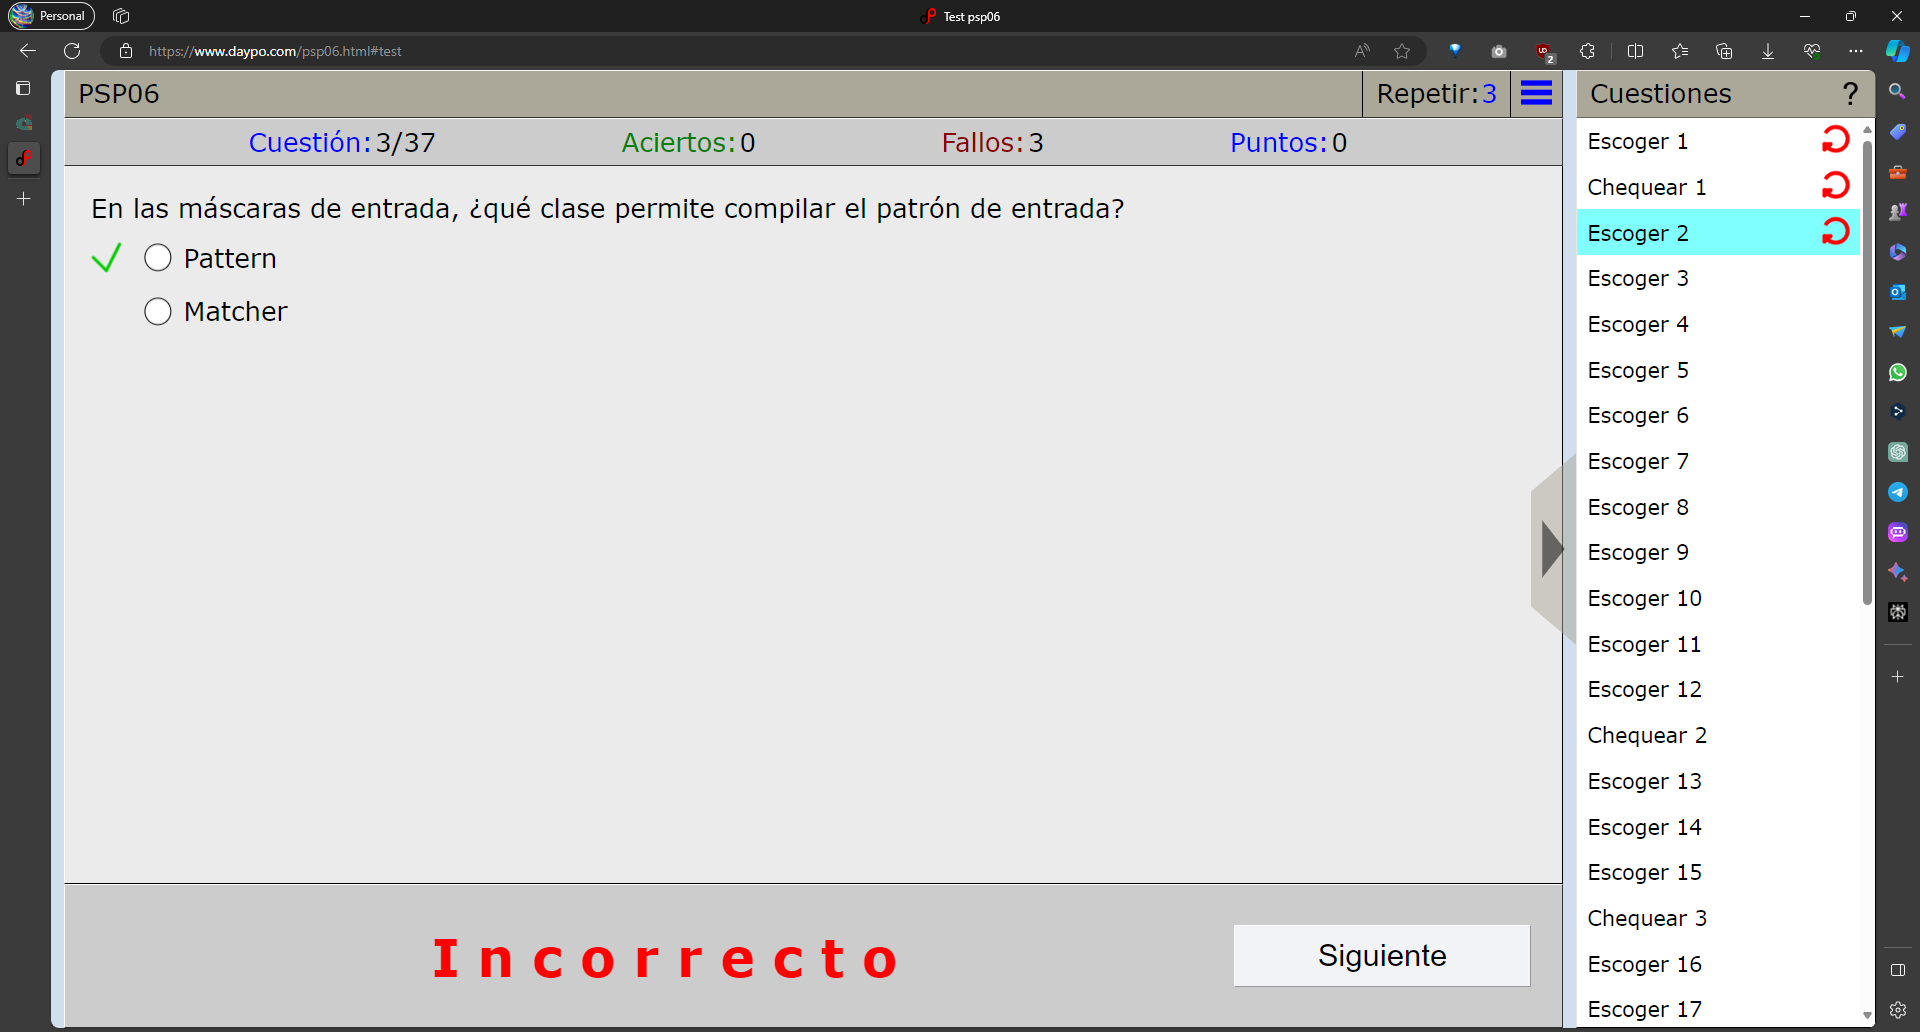 Personal
Test psp06
https://www.daypo.com/psp06.html#test
2
PSP06
Repetir:3
Cuestiones
?
Cuestión:3/37
Aciertos:0
Fallos:3
Puntos:0
En las máscaras de entrada, ¿qué clase permite compilar el patrón de entrada?
Pattern
Matcher
Incorrecto
Siguiente
Escoger 1
Chequear 1
Escoger 2
Escoger 3
Escoger 4
Escoger 5
Escoger 6
Escoger 7
Escoger 8
Escoger 9
Escoger 10
Escoger 11
Escoger 12
Chequear 2
Escoger 13
Escoger 14
Escoger 15
Chequear 3
Escoger 16
Escoger 17